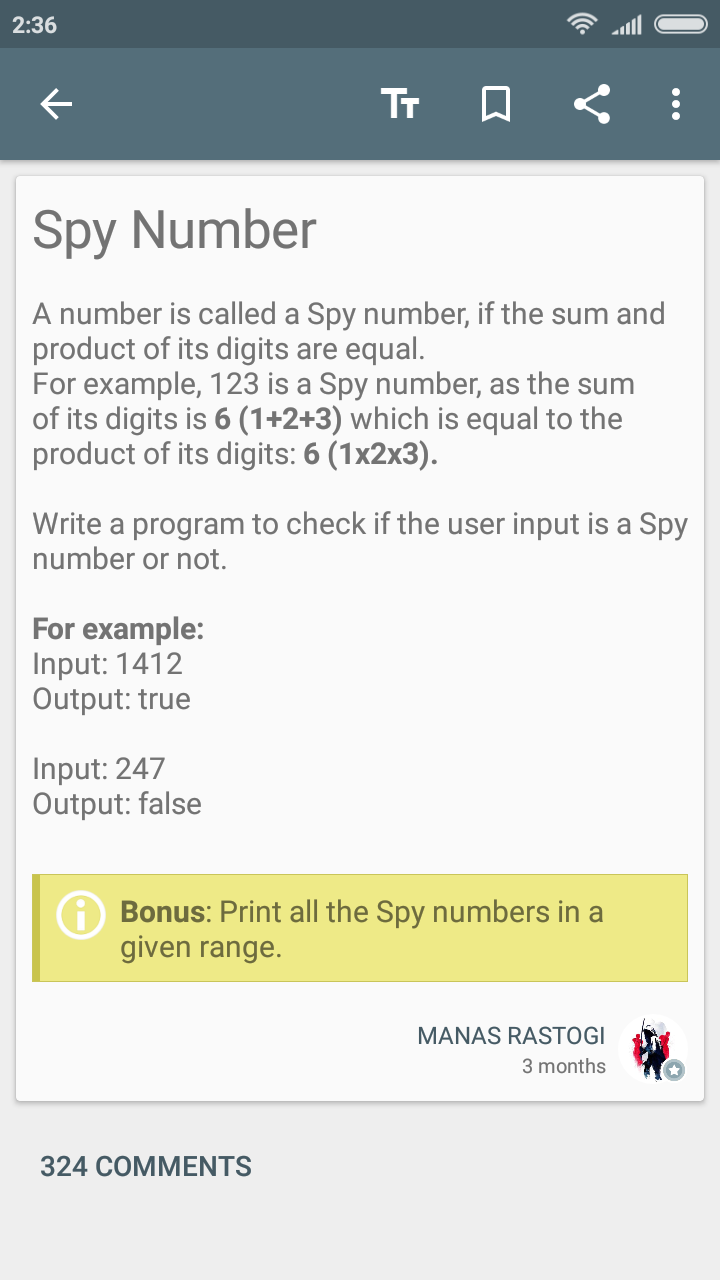 2:36
Spy Number
A number is called a Spy number, if the sum and
product of its digits are equal.
For example, 123 is a Spy number, as the sum
of its digits is 6 (1+2+3) which is equal to the
product of its digits: 6 (1x2x3).
Write a program to check if the user input is a Spy
number or not.
For example:
Input: 1412
Output: true
Input: 247
Output: false
Bonus: Print all the Spy numbers in a
given range.
MANAS RASTOGI
3 months
324 COMMENTS